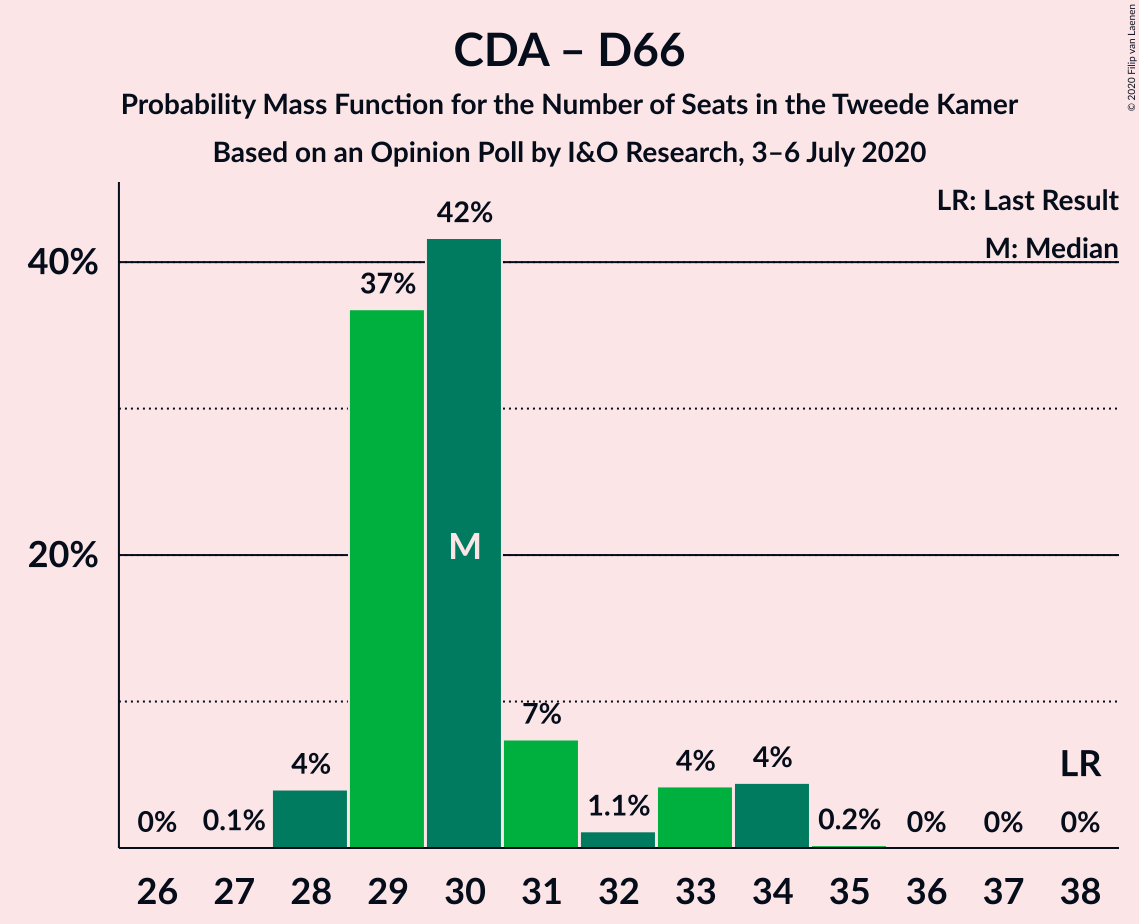 CDA – D66
Probability Mass Function for the Number of Seats in the Tweede Kamer
Based on an Opinion Poll by I&O Research, 3–6 July 2020
© 2020 Filip van Laenen
LR: Last Result
M: Median
40%
20%
0%
0.1%
4%
37%
42%
M
7%
1.1%
4%
4%
0.2%
0%
0%
LR
0%
26 27 28 29 30 31 32 33 34 35 36 37 38